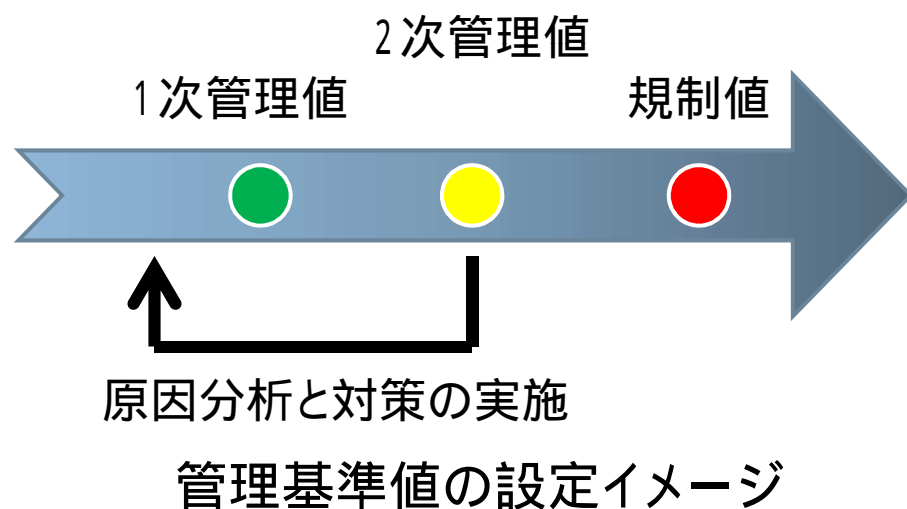 2次管理値
1次管理値
規制値
原因分析と対策の実施
管理基準値の設定イメージ